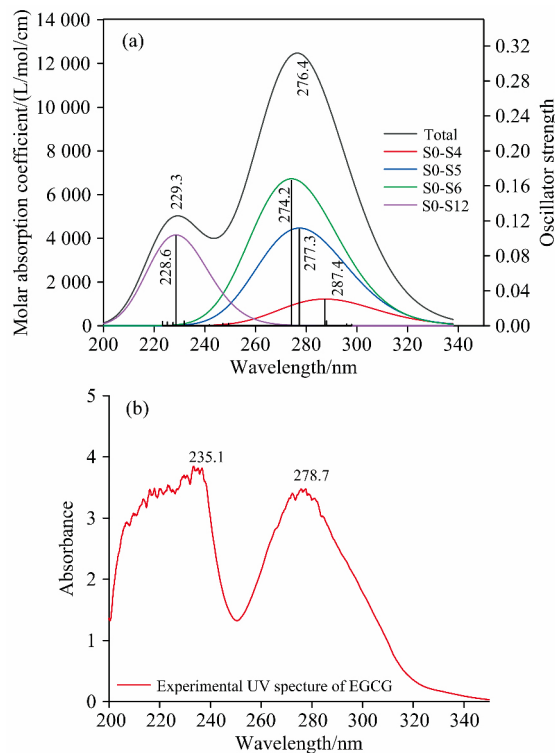 (a)
Molar absorption coefficient/(L/mol/cm)
14 000
12 000
10 000
8 000
6 000
4 000
2 000
0
Oscillator strength
0.32
0.28
0.24
0.20
0.16
0.12
0.08
0.04
0.00
276.4
229.3
228.6
274.2
277.3
287.4
Total
S0-S4
S0-S5
S0-S6
S0-S12
200 220 240 260 280 300 320 340
Wavelength/nm
(b)
Absorbance
5
4
3
2
1
0
235.1
278.7
Experimental UV specture of EGCG
200 220 240 260 280 300 320 340
Wavelength/nm